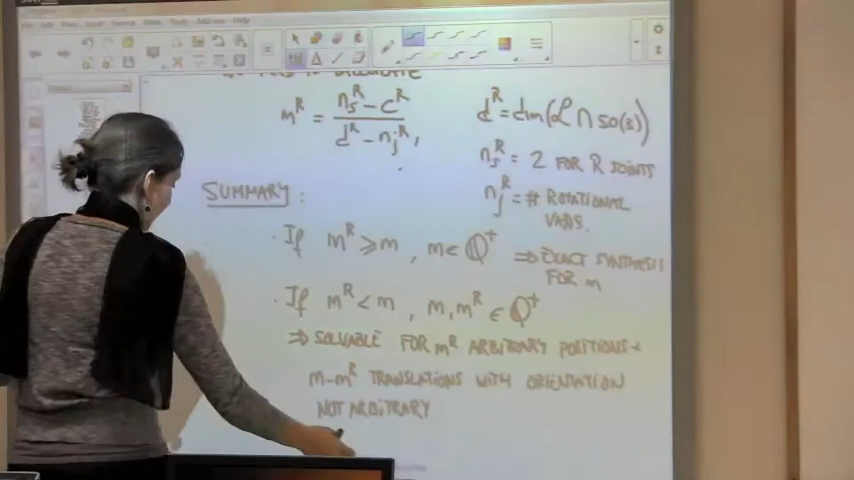 m^R = (n_s^R - c^R) / (d^R - n_j^R),
d^R = dim(L ∩ so(3))
n_s^R = 2 FOR R JOINTS
n_j^R = # ROTATIONAL
VARS.
SUMMARY:
· If m^R ⩾ m , m ∈ Q^+ ⇒ EXACT SYNTHESIS
FOR m
· If m^R < m , m, m^R ∈ Q^+
⇒ SOLVABLE FOR m^R ARBITRARY POSITIONS +
m-m^R TRANSLATIONS WITH ORIENTATION
NOT ARBITRARY